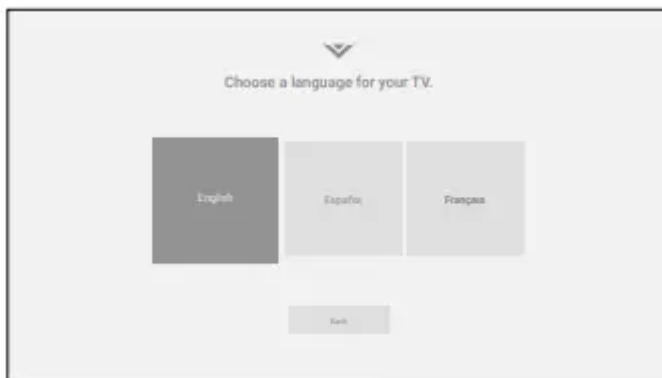 Choose a language for your TV.
English
Español
Français
Back